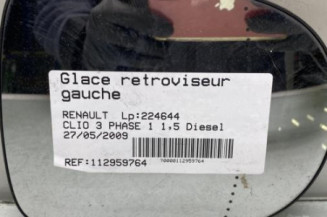 Glace retroviseur
gauche
RENAULT Lp:224644
CLIO 3 PHASE 1 1.5 Diesel
27/05/2009
REF:112959764